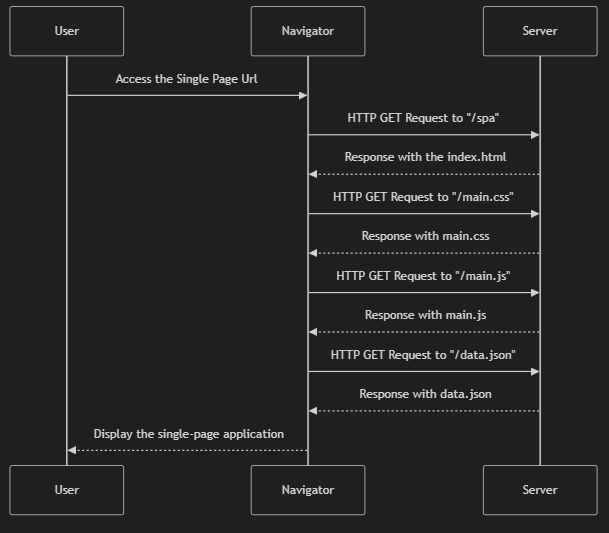 User
Navigator
Server
Access the Single Page Url
HTTP GET Request to "/spa"
Response with the index.html
HTTP GET Request to "/main.css"
Response with main.css
HTTP GET Request to "/main.js"
Response with main.js
HTTP GET Request to "/data.json"
Response with data.json
Display the single-page application
User
Navigator
Server